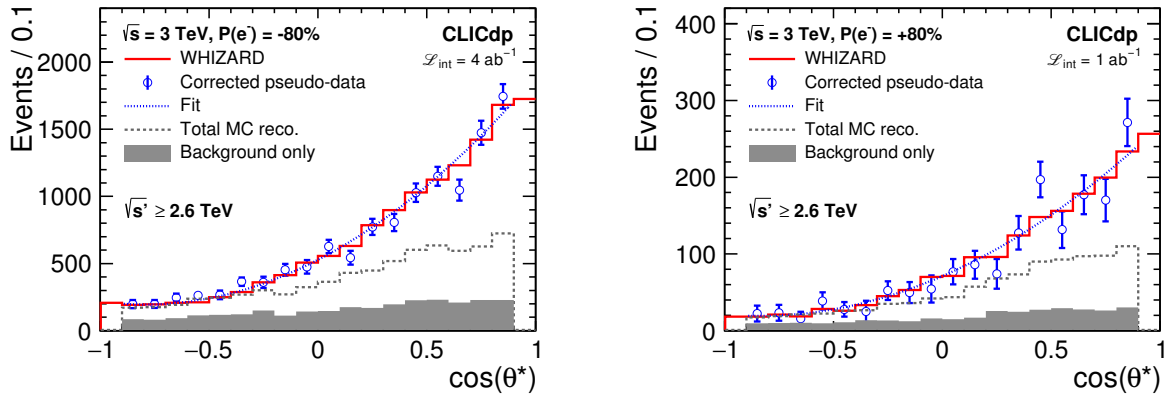 Events / 0.1
√s = 3 TeV, P(e⁻) = -80%
CLICdp
WHIZARD
ℒint = 4 ab⁻¹
Corrected pseudo-data
Fit
Total MC reco.
Background only
√s' ≥ 2.6 TeV
2000
1500
1000
500
0
−1 −0.5 0 0.5 1
cos(θ*)
Events / 0.1
√s = 3 TeV, P(e⁻) = +80%
CLICdp
WHIZARD
ℒint = 1 ab⁻¹
Corrected pseudo-data
Fit
Total MC reco.
Background only
√s' ≥ 2.6 TeV
400
300
200
100
0
−1 −0.5 0 0.5 1
cos(θ*)